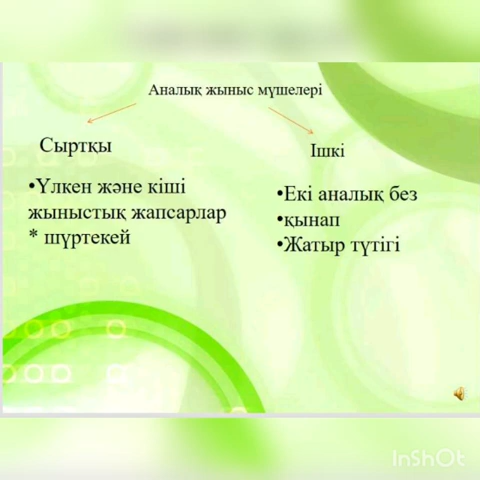 Аналық жыныс мүшелері
Сыртқы
•Үлкен және кіші
жыныстық жапсарлар
* шүртекей
Ішкі
•Екі аналық без
•қынап
•Жатыр түтігі
InShOt